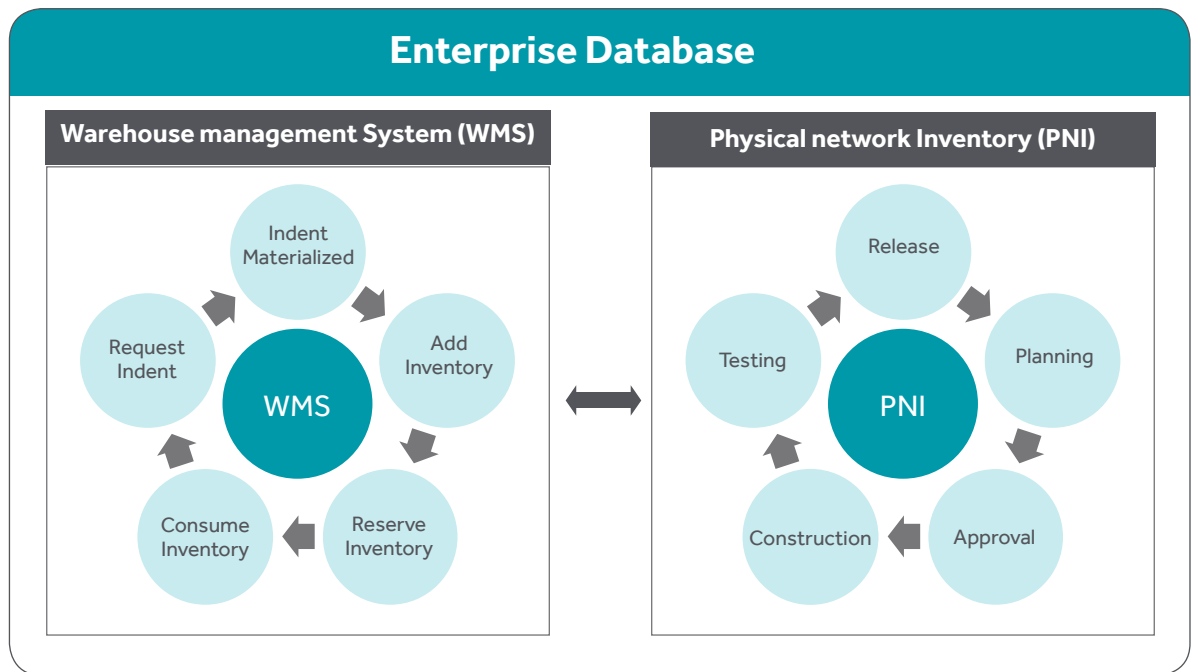 Enterprise Database
Warehouse management System (WMS)
Indent
Materialized
Request
Indent
Add
Inventory
WMS
Consume
Inventory
Reserve
Inventory
Physical network Inventory (PNI)
Release
Testing
Planning
PNI
Construction
Approval